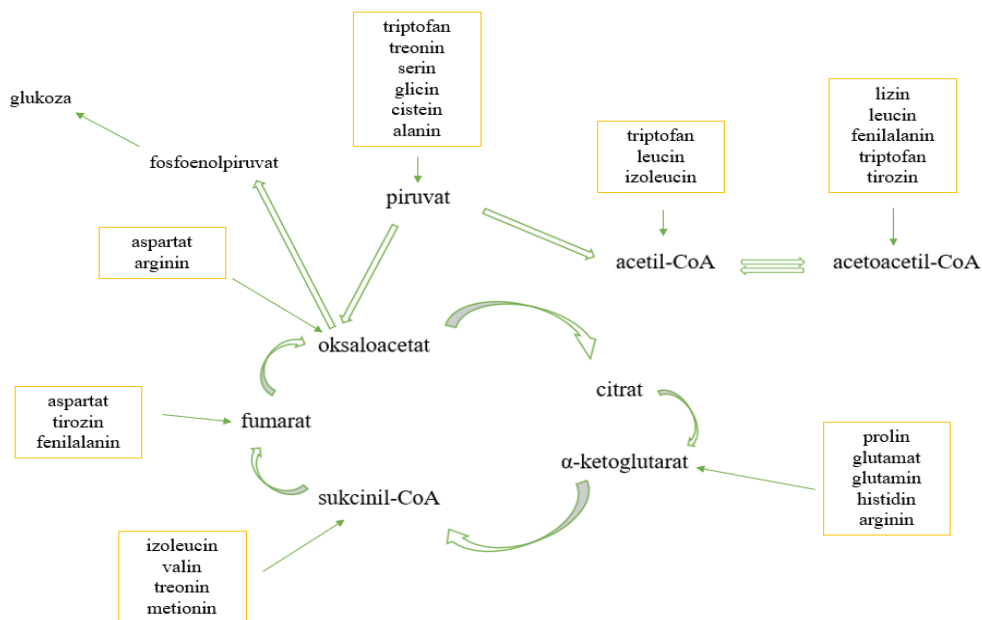 triptofan
treonin
serin
glicin
cistein
alanin
glukoza
lizin
leucin
fenilalanin
triptofan
tirozin
triptofan
leucin
izoleucin
fosfoenolpiruvat
piruvat
aspartat
arginin
acetil-CoA
acetoacetil-CoA
oksaloacetat
citrat
aspartat
tirozin
fenilalanin
fumarat
α-ketoglutarat
prolin
glutamat
glutamin
histidin
arginin
sukcinil-CoA
izoleucin
valin
treonin
metionin